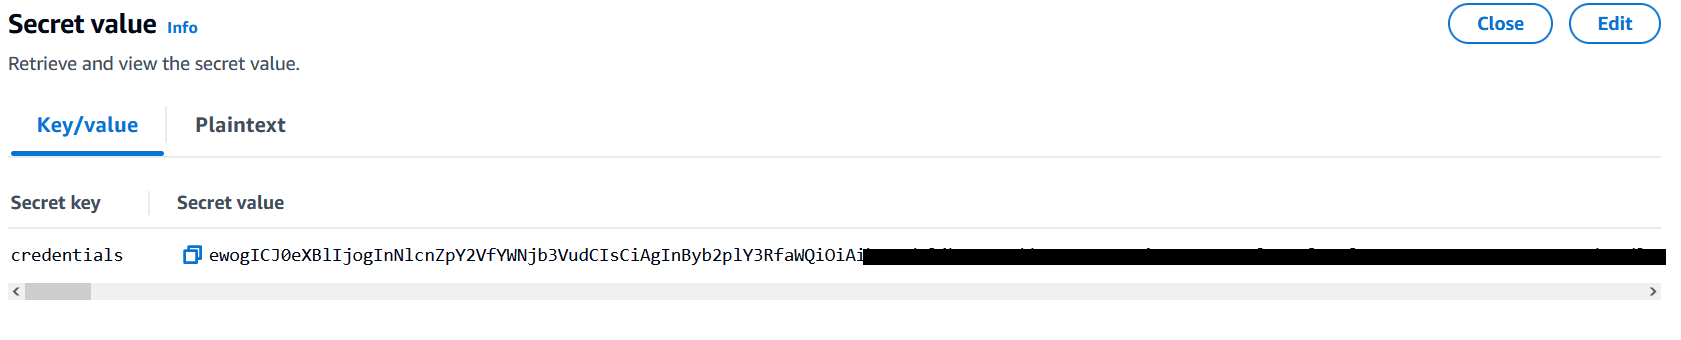 Secret value Info
Close
Edit
Retrieve and view the secret value.
Key/value
Plaintext
Secret key
Secret value
credentials
ewogICJ0eXBlIjogInNlcnZpY2VfYWNjb3VudCIsCiAgInByb2plY3RfaWQiOiAi